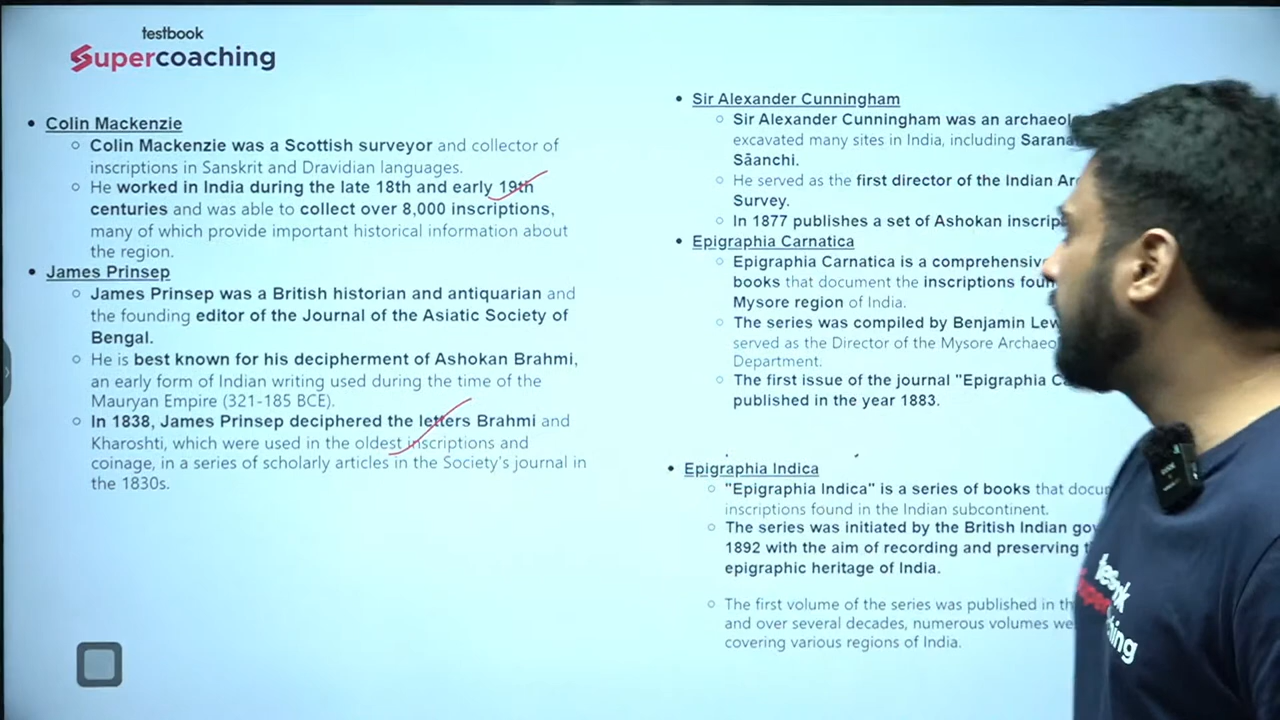 testbook
Supercoaching
• Colin Mackenzie
○ Colin Mackenzie was a Scottish surveyor and collector of
inscriptions in Sanskrit and Dravidian languages.
○ He worked in India during the late 18th and early 19th
centuries and was able to collect over 8,000 inscriptions,
many of which provide important historical information about
the region.
• James Prinsep
○ James Prinsep was a British historian and antiquarian and
the founding editor of the Journal of the Asiatic Society of
Bengal.
○ He is best known for his decipherment of Ashokan Brahmi,
an early form of Indian writing used during the time of the
Mauryan Empire (321-185 BCE).
○ In 1838, James Prinsep deciphered the letters Brahmi and
Kharoshti, which were used in the oldest inscriptions and
coinage, in a series of scholarly articles in the Society's journal in
the 1830s.
• Sir Alexander Cunningham
○ Sir Alexander Cunningham was an
excavated many sites in India, including
Sāanchi.
○ He served as the first director of the Indian
Survey.
○ In 1877 publishes a set of Ashokan
• Epigraphia Carnatica
○ Epigraphia Carnatica is a
books that document the inscriptions
Mysore region of India.
○ The series was compiled by Benjamin
served as the Director of the Mysore
Department.
○ The first issue of the journal "Epigraphia
published in the year 1883.
• Epigraphia Indica
○ "Epigraphia Indica" is a series of books that
inscriptions found in the Indian subcontinent.
○ The series was initiated by the British Indian
1892 with the aim of recording and preserving
epigraphic heritage of India.
○ The first volume of the series was published in
and over several decades, numerous volumes
covering various regions of India.